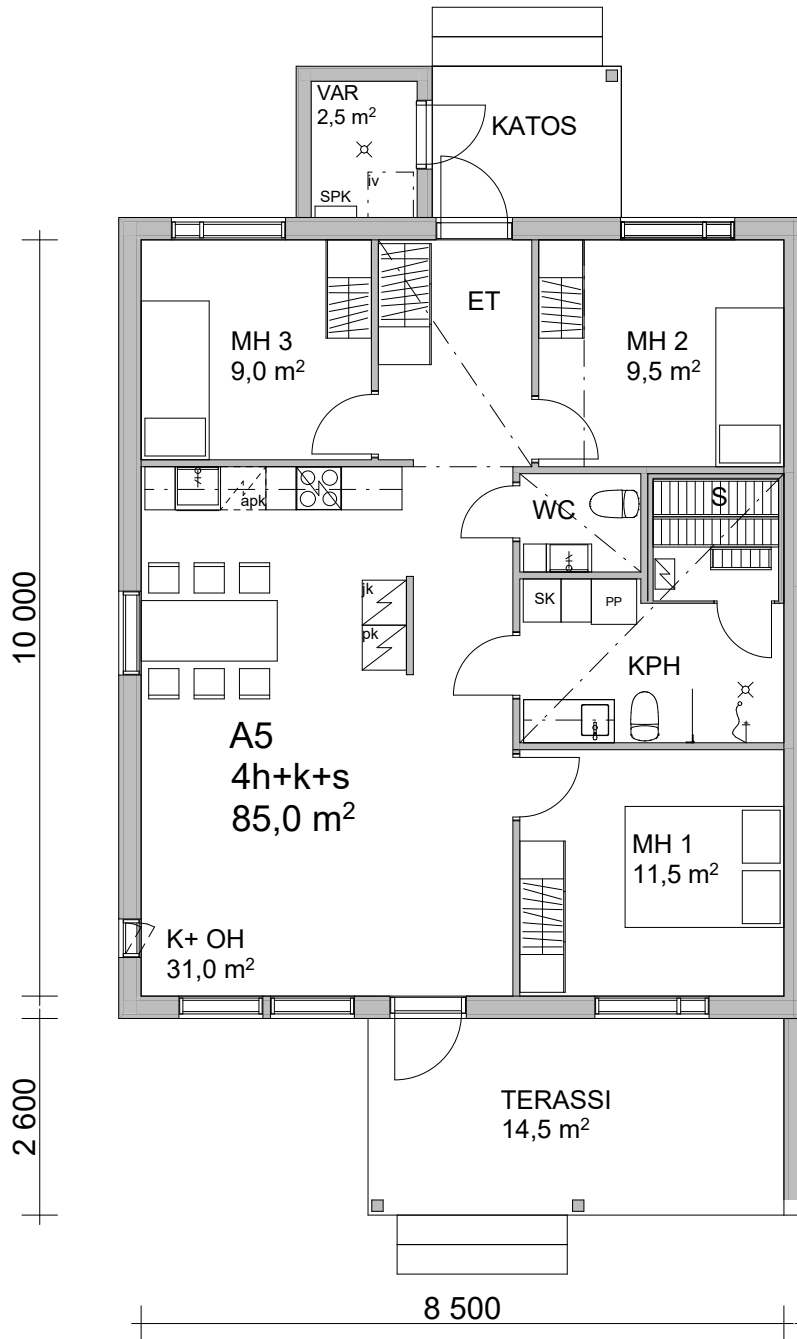 VAR
2,5 m²
KATOS
iv
SPK
ET
MH 3
9,0 m²
MH 2
9,5 m²
apk
WC
S
jk
pk
SK
PP
KPH
10 000
A5
4h+k+s
85,0 m²
MH 1
11,5 m²
K+ OH
31,0 m²
TERASSI
14,5 m²
2 600
8 500